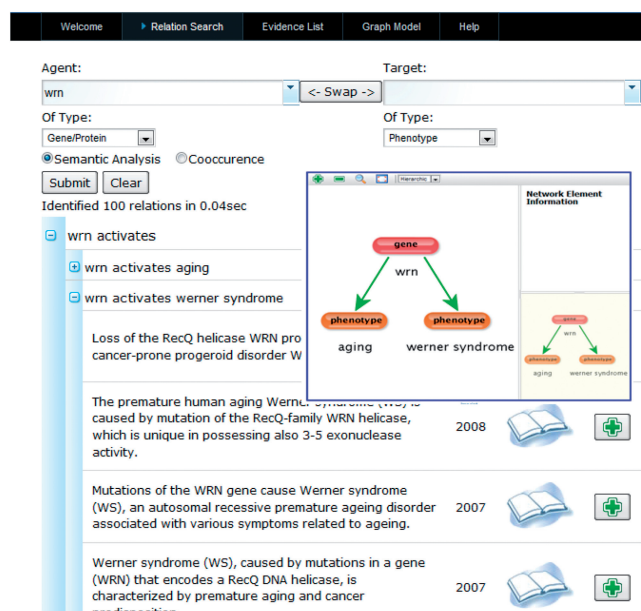 Welcome Relation Search Evidence List Graph Model Help
Agent: Target:
wrn <- Swap ->
Of Type: Of Type:
Gene/Protein Phenotype
Semantic Analysis Cooccurence
Submit Clear
Identified 100 relations in 0.04sec
wrn activates
wrn activates aging
wrn activates werner syndrome
Loss of the RecQ helicase WRN pro
cancer-prone progeroid disorder W
Hierarchic
Network Element
Information
gene
wrn
phenotype phenotype
aging werner syndrome
gene
wrn
phenotype phenotype
aging werner syndrome
The premature human aging Werner syndrome (WS) is
caused by mutation of the RecQ-family WRN helicase,
which is unique in possessing also 3-5 exonuclease
activity.
2008
Mutations of the WRN gene cause Werner syndrome
(WS), an autosomal recessive premature ageing disorder
associated with various symptoms related to ageing.
2007
Werner syndrome (WS), caused by mutations in a gene
(WRN) that encodes a RecQ DNA helicase, is
characterized by premature aging and cancer
predisposition
2007